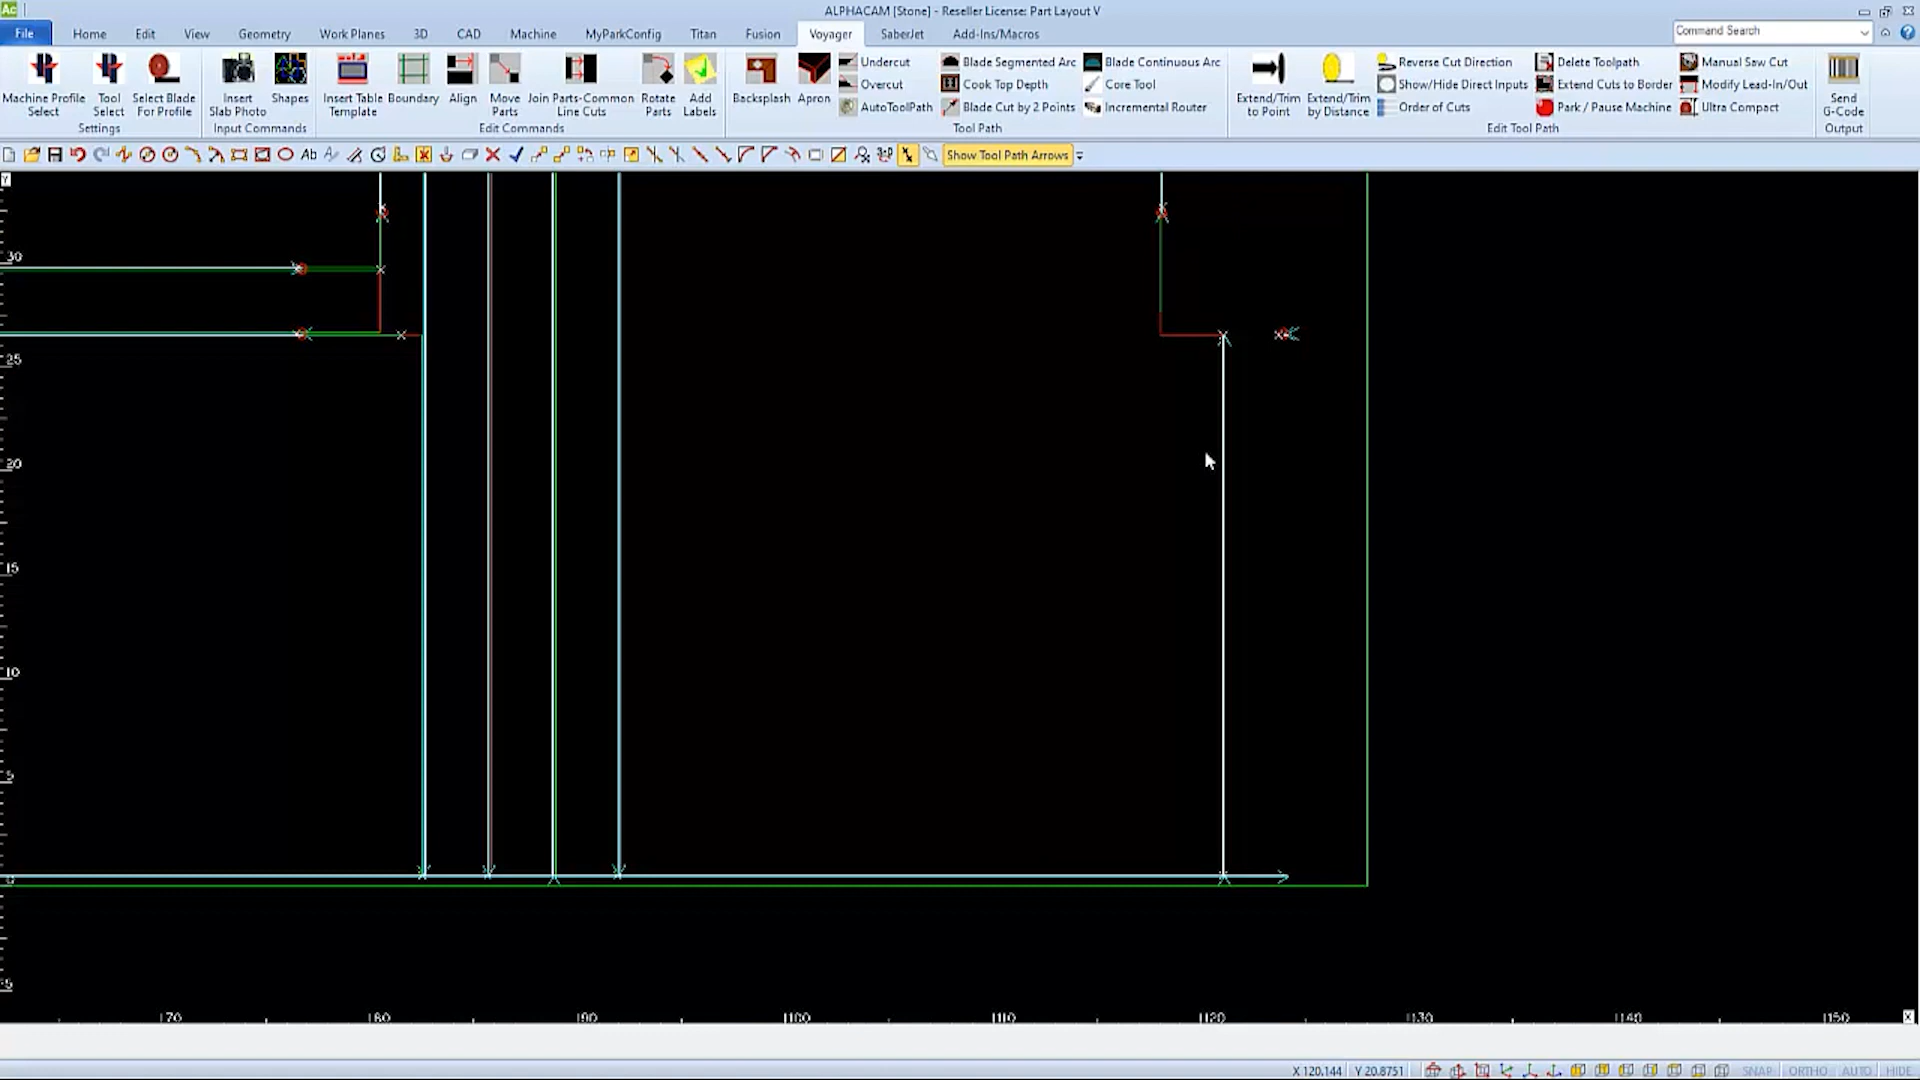 Ac
ALPHACAM [Stone] - Reseller License: Part Layout V
File Home Edit View Geometry Work Planes 3D CAD Machine MyParkConfig Titan Fusion Voyager SaberJet Add-Ins/Macros Command Search
Machine Profile Select
Tool Select
Select Blade For Profile
Settings
Insert Slab Photo
Shapes
Input Commands
Insert Table Template
Boundary
Align
Move Parts
Join Parts-Common Line Cuts
Rotate Parts
Add Labels
Edit Commands
Backsplash
Apron
Undercut
Overcut
AutoToolPath
Blade Segmented Arc
Cook Top Depth
Blade Cut by 2 Points
Blade Continuous Arc
Core Tool
Incremental Router
Tool Path
Extend/Trim to Point
Extend/Trim by Distance
Reverse Cut Direction
Show/Hide Direct Inputs
Order of Cuts
Delete Toolpath
Extend Cuts to Border
Park / Pause Machine
Manual Saw Cut
Modify Lead-In/Out
Ultra Compact
Edit Tool Path
Send G-Code
Output
Ab
Show Tool Path Arrows
Y
30
25
20
15
10
5
0
5
70 80 90 100 110 120 130 140 150 X
X 120.144 Y 20.8751 SNAP ORTHO AUTO HIDE